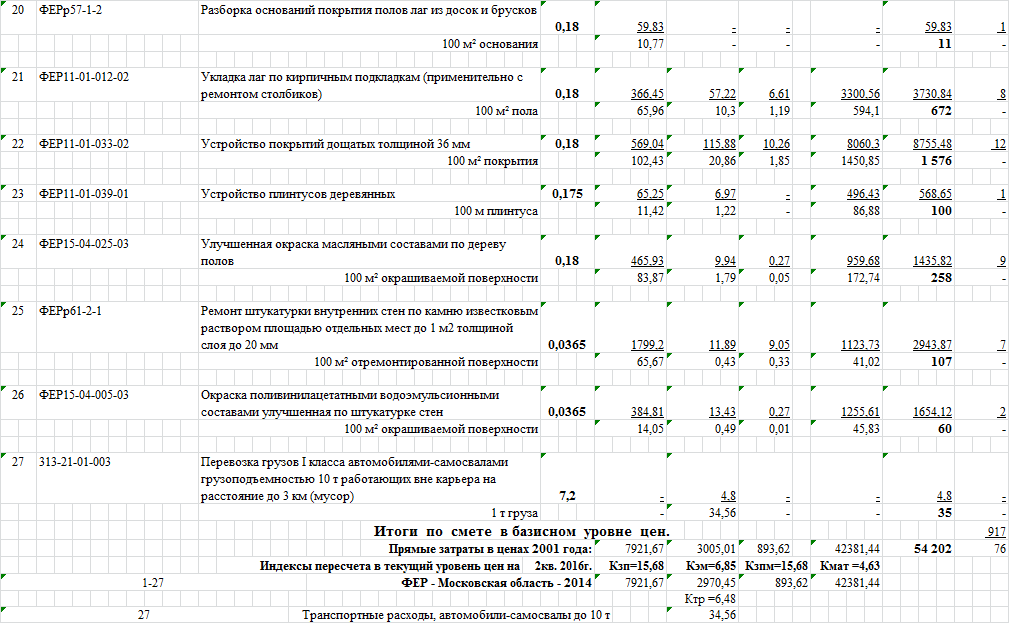 20 ФЕРр57-1-2 Разборка оснований покрытия полов лаг из досок и брусков
0,18 59,83 - - - 59,83 1
100 м² основания 10,77 - - - 11 -
21 ФЕР11-01-012-02 Укладка лаг по кирпичным подкладкам (применительно с
ремонтом столбиков) 0,18 366,45 57,22 6,61 3300,56 3730,84 8
100 м² пола 65,96 10,3 1,19 594,1 672 -
22 ФЕР11-01-033-02 Устройство покрытий дощатых толщиной 36 мм 0,18 569,04 115,88 10,26 8060,3 8755,48 12
100 м² покрытия 102,43 20,86 1,85 1450,85 1 576 -
23 ФЕР11-01-039-01 Устройство плинтусов деревянных 0,175 65,25 6,97 - 496,43 568,65 1
100 м плинтуса 11,42 1,22 - 86,88 100 -
24 ФЕР15-04-025-03 Улучшенная окраска масляными составами по дереву
полов 0,18 465,93 9,94 0,27 959,68 1435,82 9
100 м² окрашиваемой поверхности 83,87 1,79 0,05 172,74 258 -
25 ФЕРр61-2-1 Ремонт штукатурки внутренних стен по камню известковым
раствором площадью отдельных мест до 1 м2 толщиной
слоя до 20 мм 0,0365 1799,2 11,89 9,05 1123,73 2943,87 7
100 м² отремонтированной поверхности 65,67 0,43 0,33 41,02 107 -
26 ФЕР15-04-005-03 Окраска поливинилацетатными водоэмульсионными
составами улучшенная по штукатурке стен 0,0365 384,81 13,43 0,27 1255,61 1654,12 2
100 м² окрашиваемой поверхности 14,05 0,49 0,01 45,83 60 -
27 313-21-01-003 Перевозка грузов I класса автомобилями-самосвалами
грузоподъемностью 10 т работающих вне карьера на
расстояние до 3 км (мусор) 7,2 - 4,8 - - 4,8 -
1 т груза - 34,56 - - 35 -
Итоги по смете в базисном уровне цен. 917
Прямые затраты в ценах 2001 года: 7921,67 3005,01 893,62 42381,44 54 202 76
Индексы пересчета в текущий уровень цен на 2кв. 2016г. Кзп=15,68 Кэм=6,85 Кзпм=15,68 Кмат =4,63
1-27 ФЕР - Московская область - 2014 7921,67 2970,45 893,62 42381,44
Ктр =6,48
27 Транспортные расходы, автомобили-самосвалы до 10 т 34,56